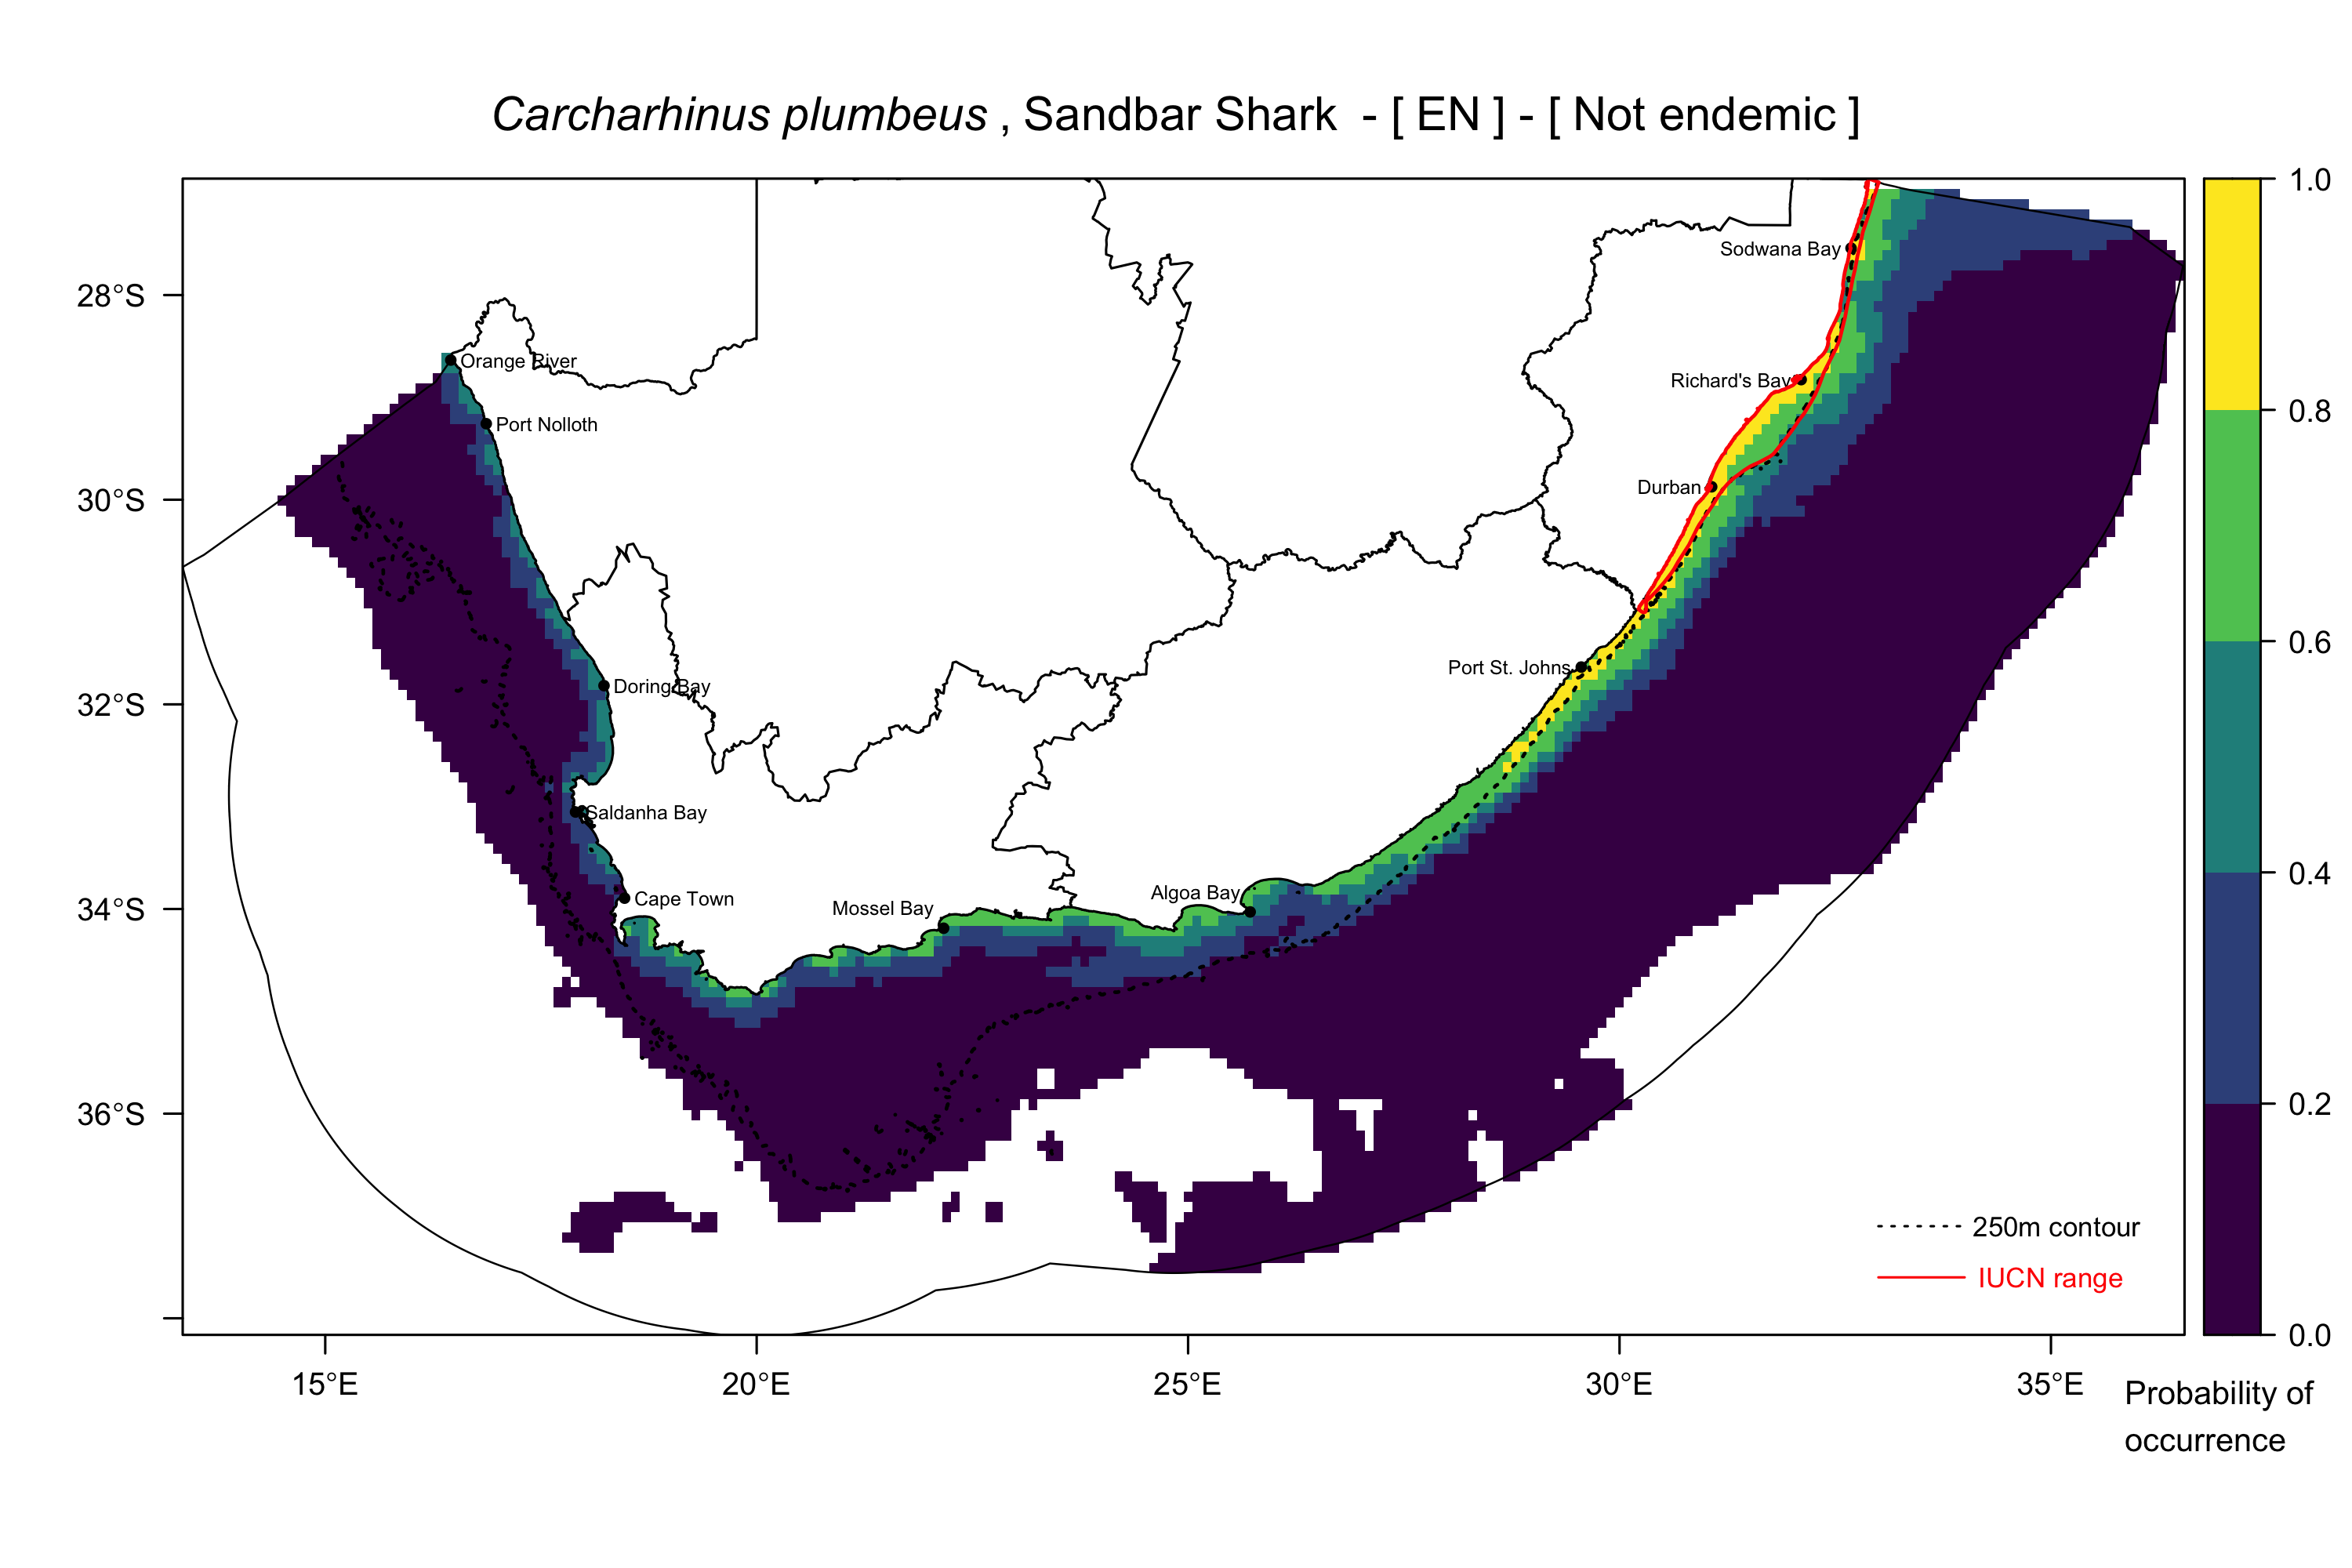 Carcharhinus plumbeus , Sandbar Shark - [ EN ] - [ Not endemic ]
1.0
Sodwana Bay
28°S
Orange River
Richard's Bay
0.8
Port Nolloth
Durban
30°S
0.6
Port St. Johns
Doring Bay
32°S
Saldanha Bay
0.4
Algoa Bay
Cape Town
Mossel Bay
34°S
0.2
36°S
250m contour
IUCN range
0.0
15°E
20°E
25°E
30°E
35°E
Probability of
occurrence